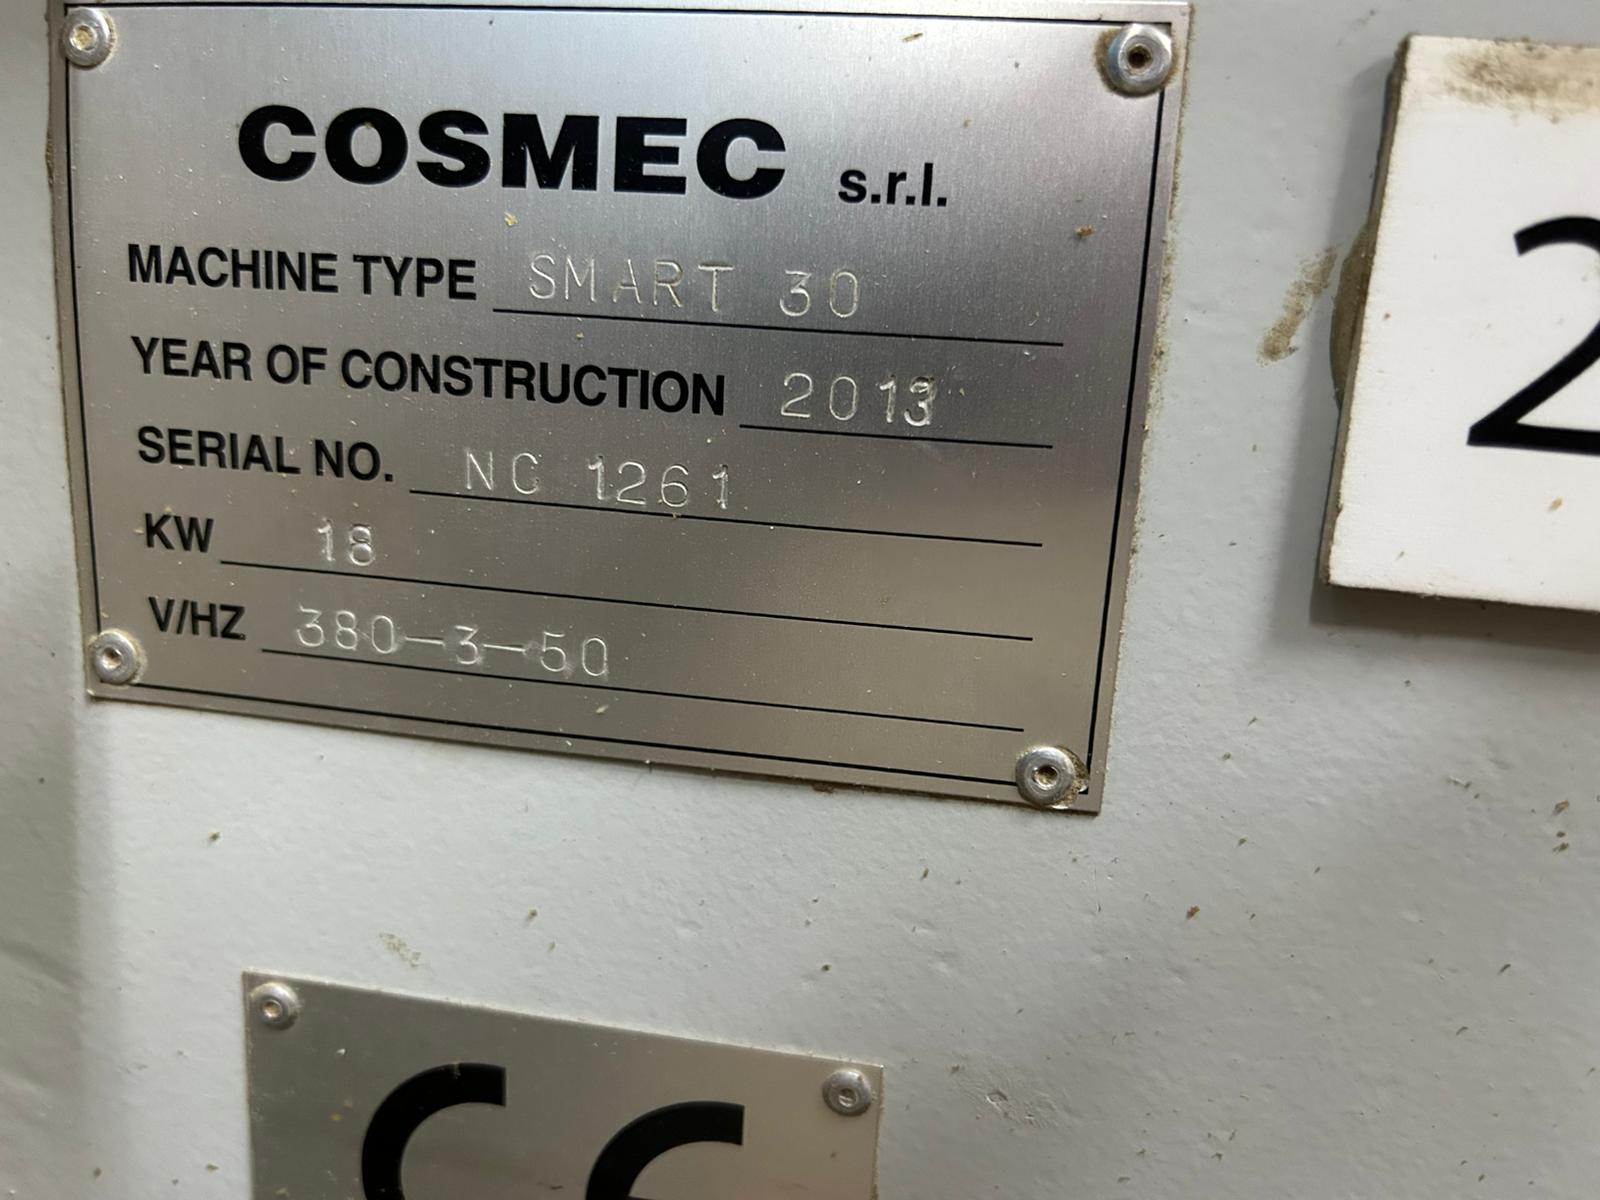 COSMEC s.r.l.
MACHINE TYPE SMART 30
YEAR OF CONSTRUCTION 2013
SERIAL NO. NC 1261
KW 18
V/HZ 380-3-50
2
CE